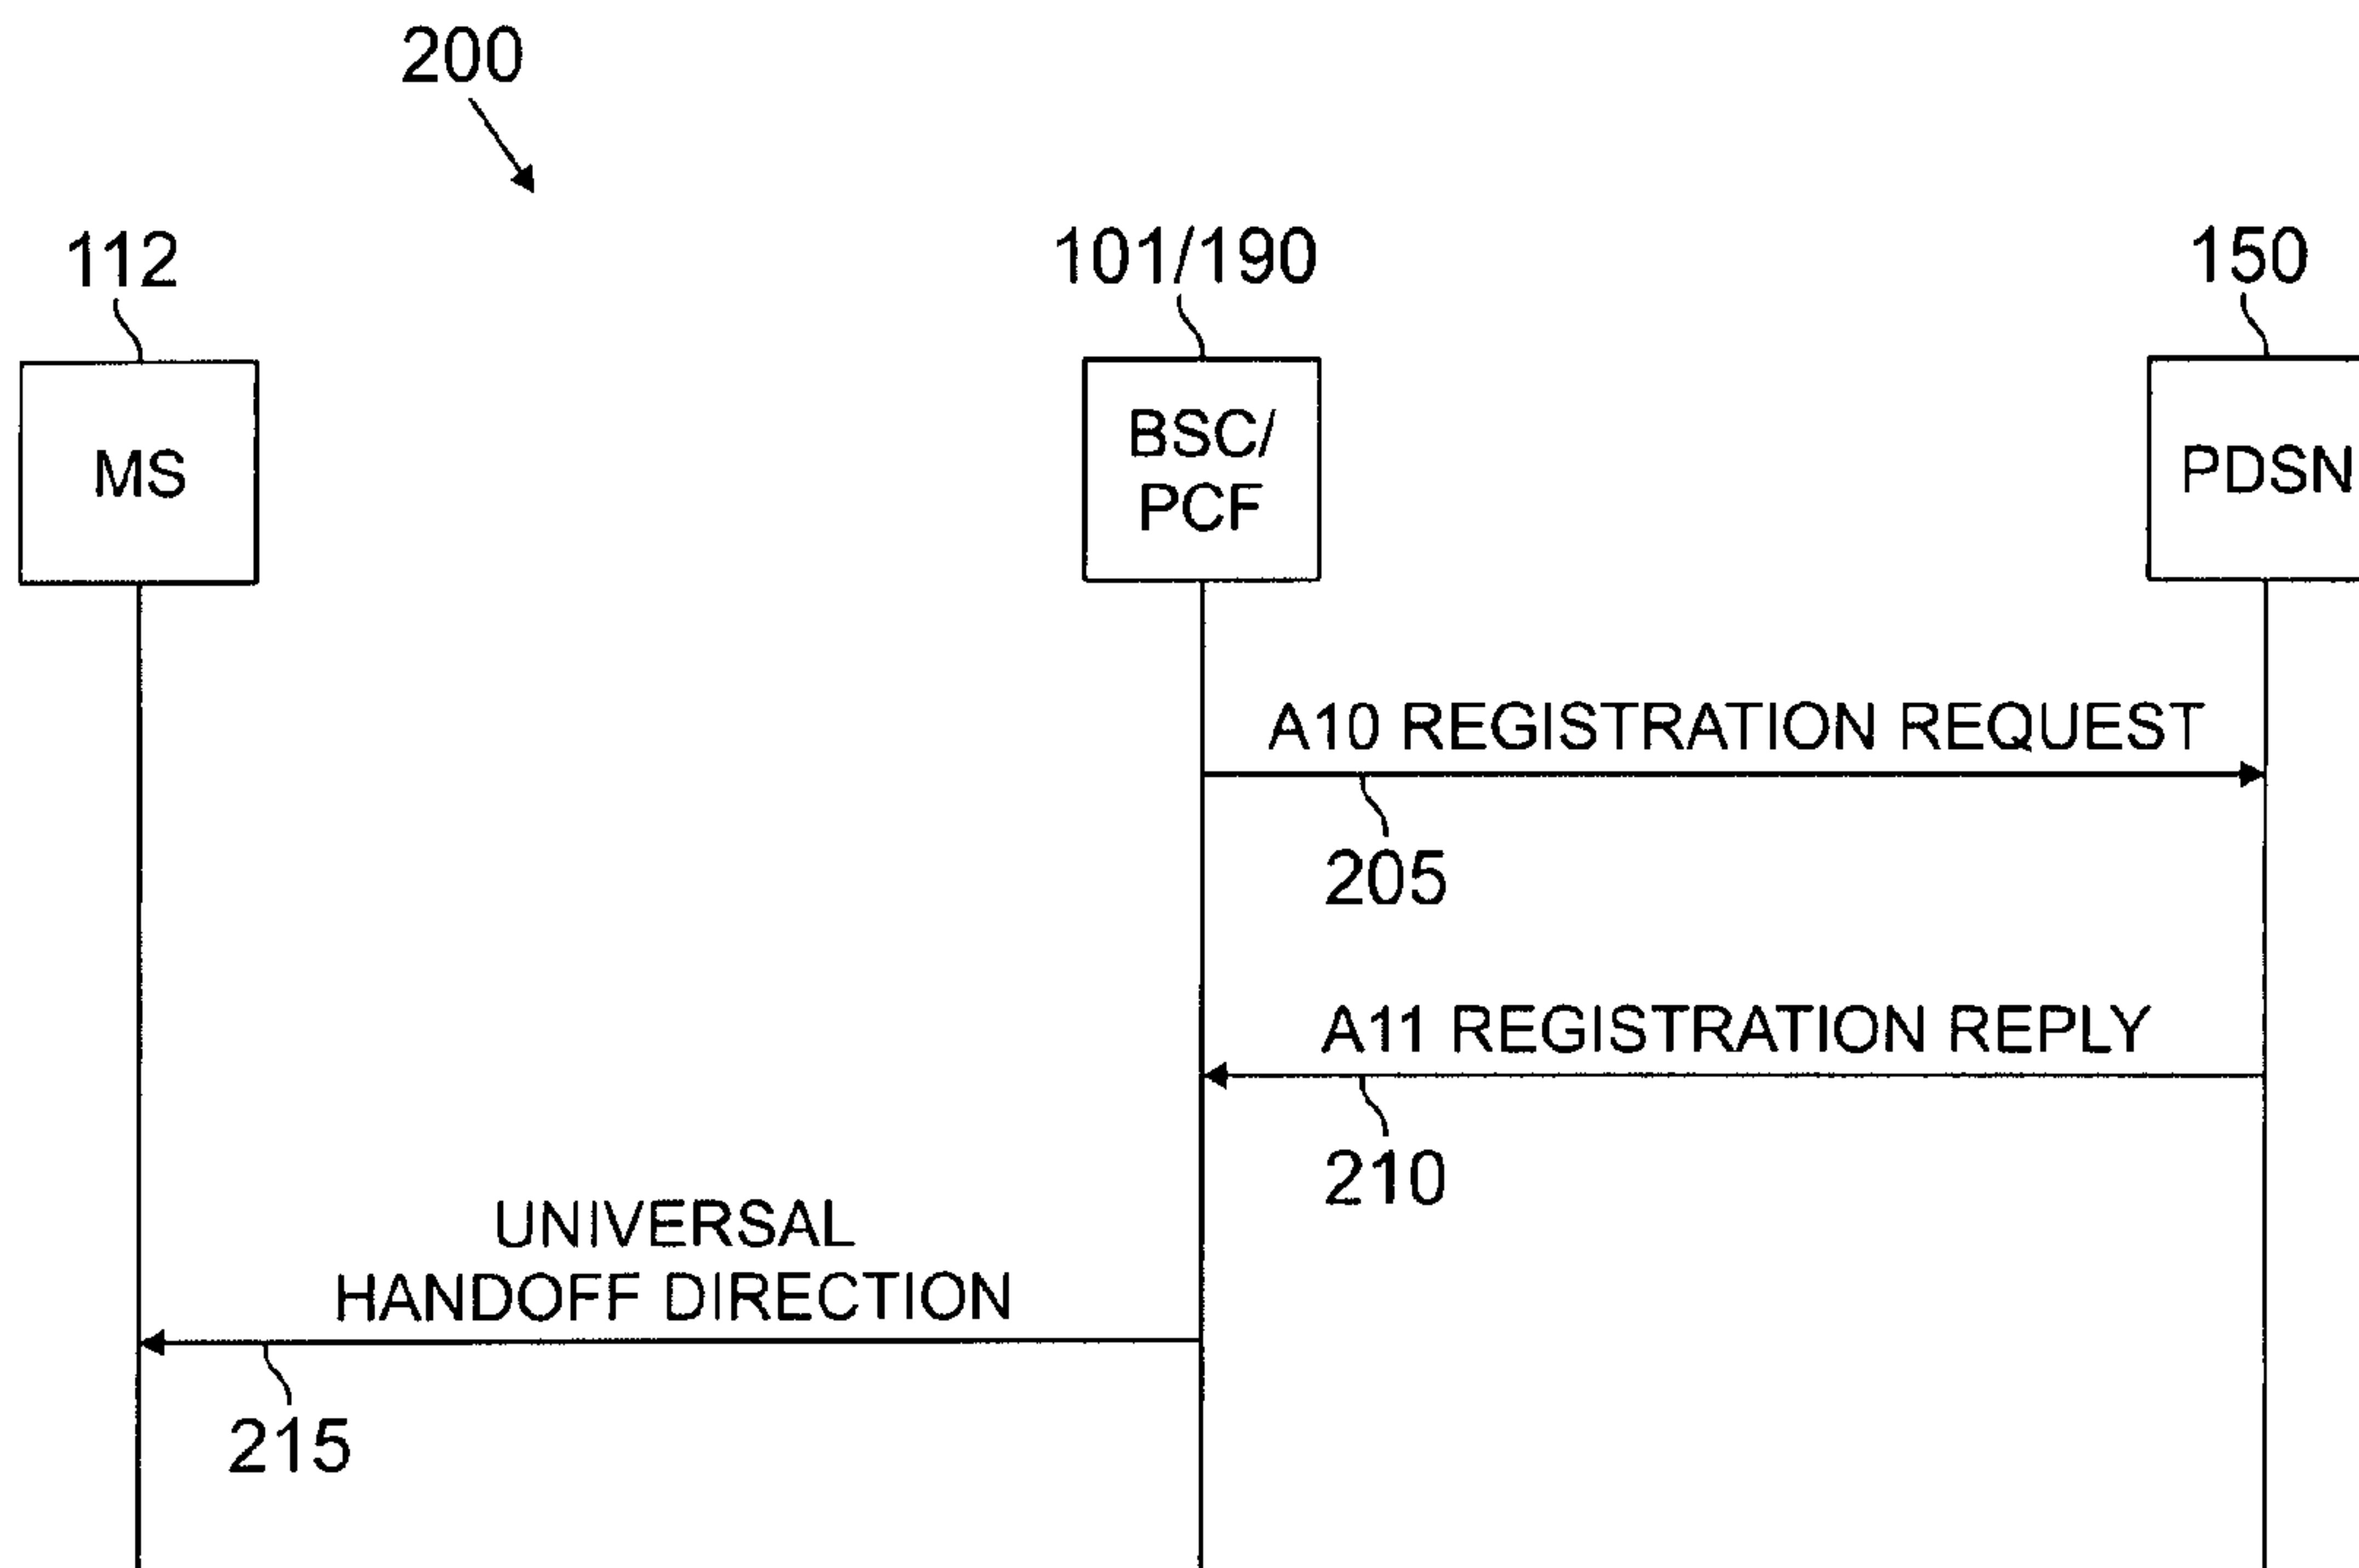 200
112
101/190
150
MS
BSC/
PCF
PDSN
A10 REGISTRATION REQUEST
205
A11 REGISTRATION REPLY
210
UNIVERSAL
HANDOFF DIRECTION
215